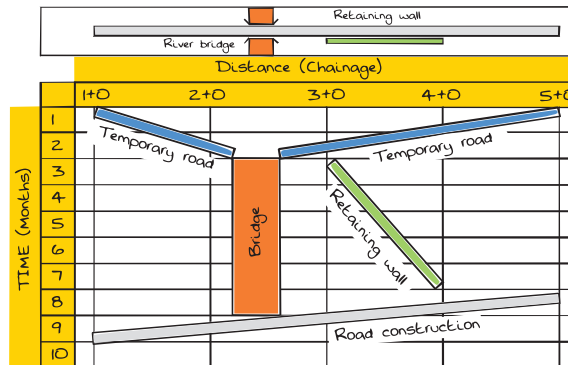 Retaining wall
River bridge
Distance (Chainage)
1+0 2+0 3+0 4+0 5+0
TIME (Months)
1
2
3
4
5
6
7
8
9
10
Temporary road
Temporary road
Bridge
Retaining wall
Road construction